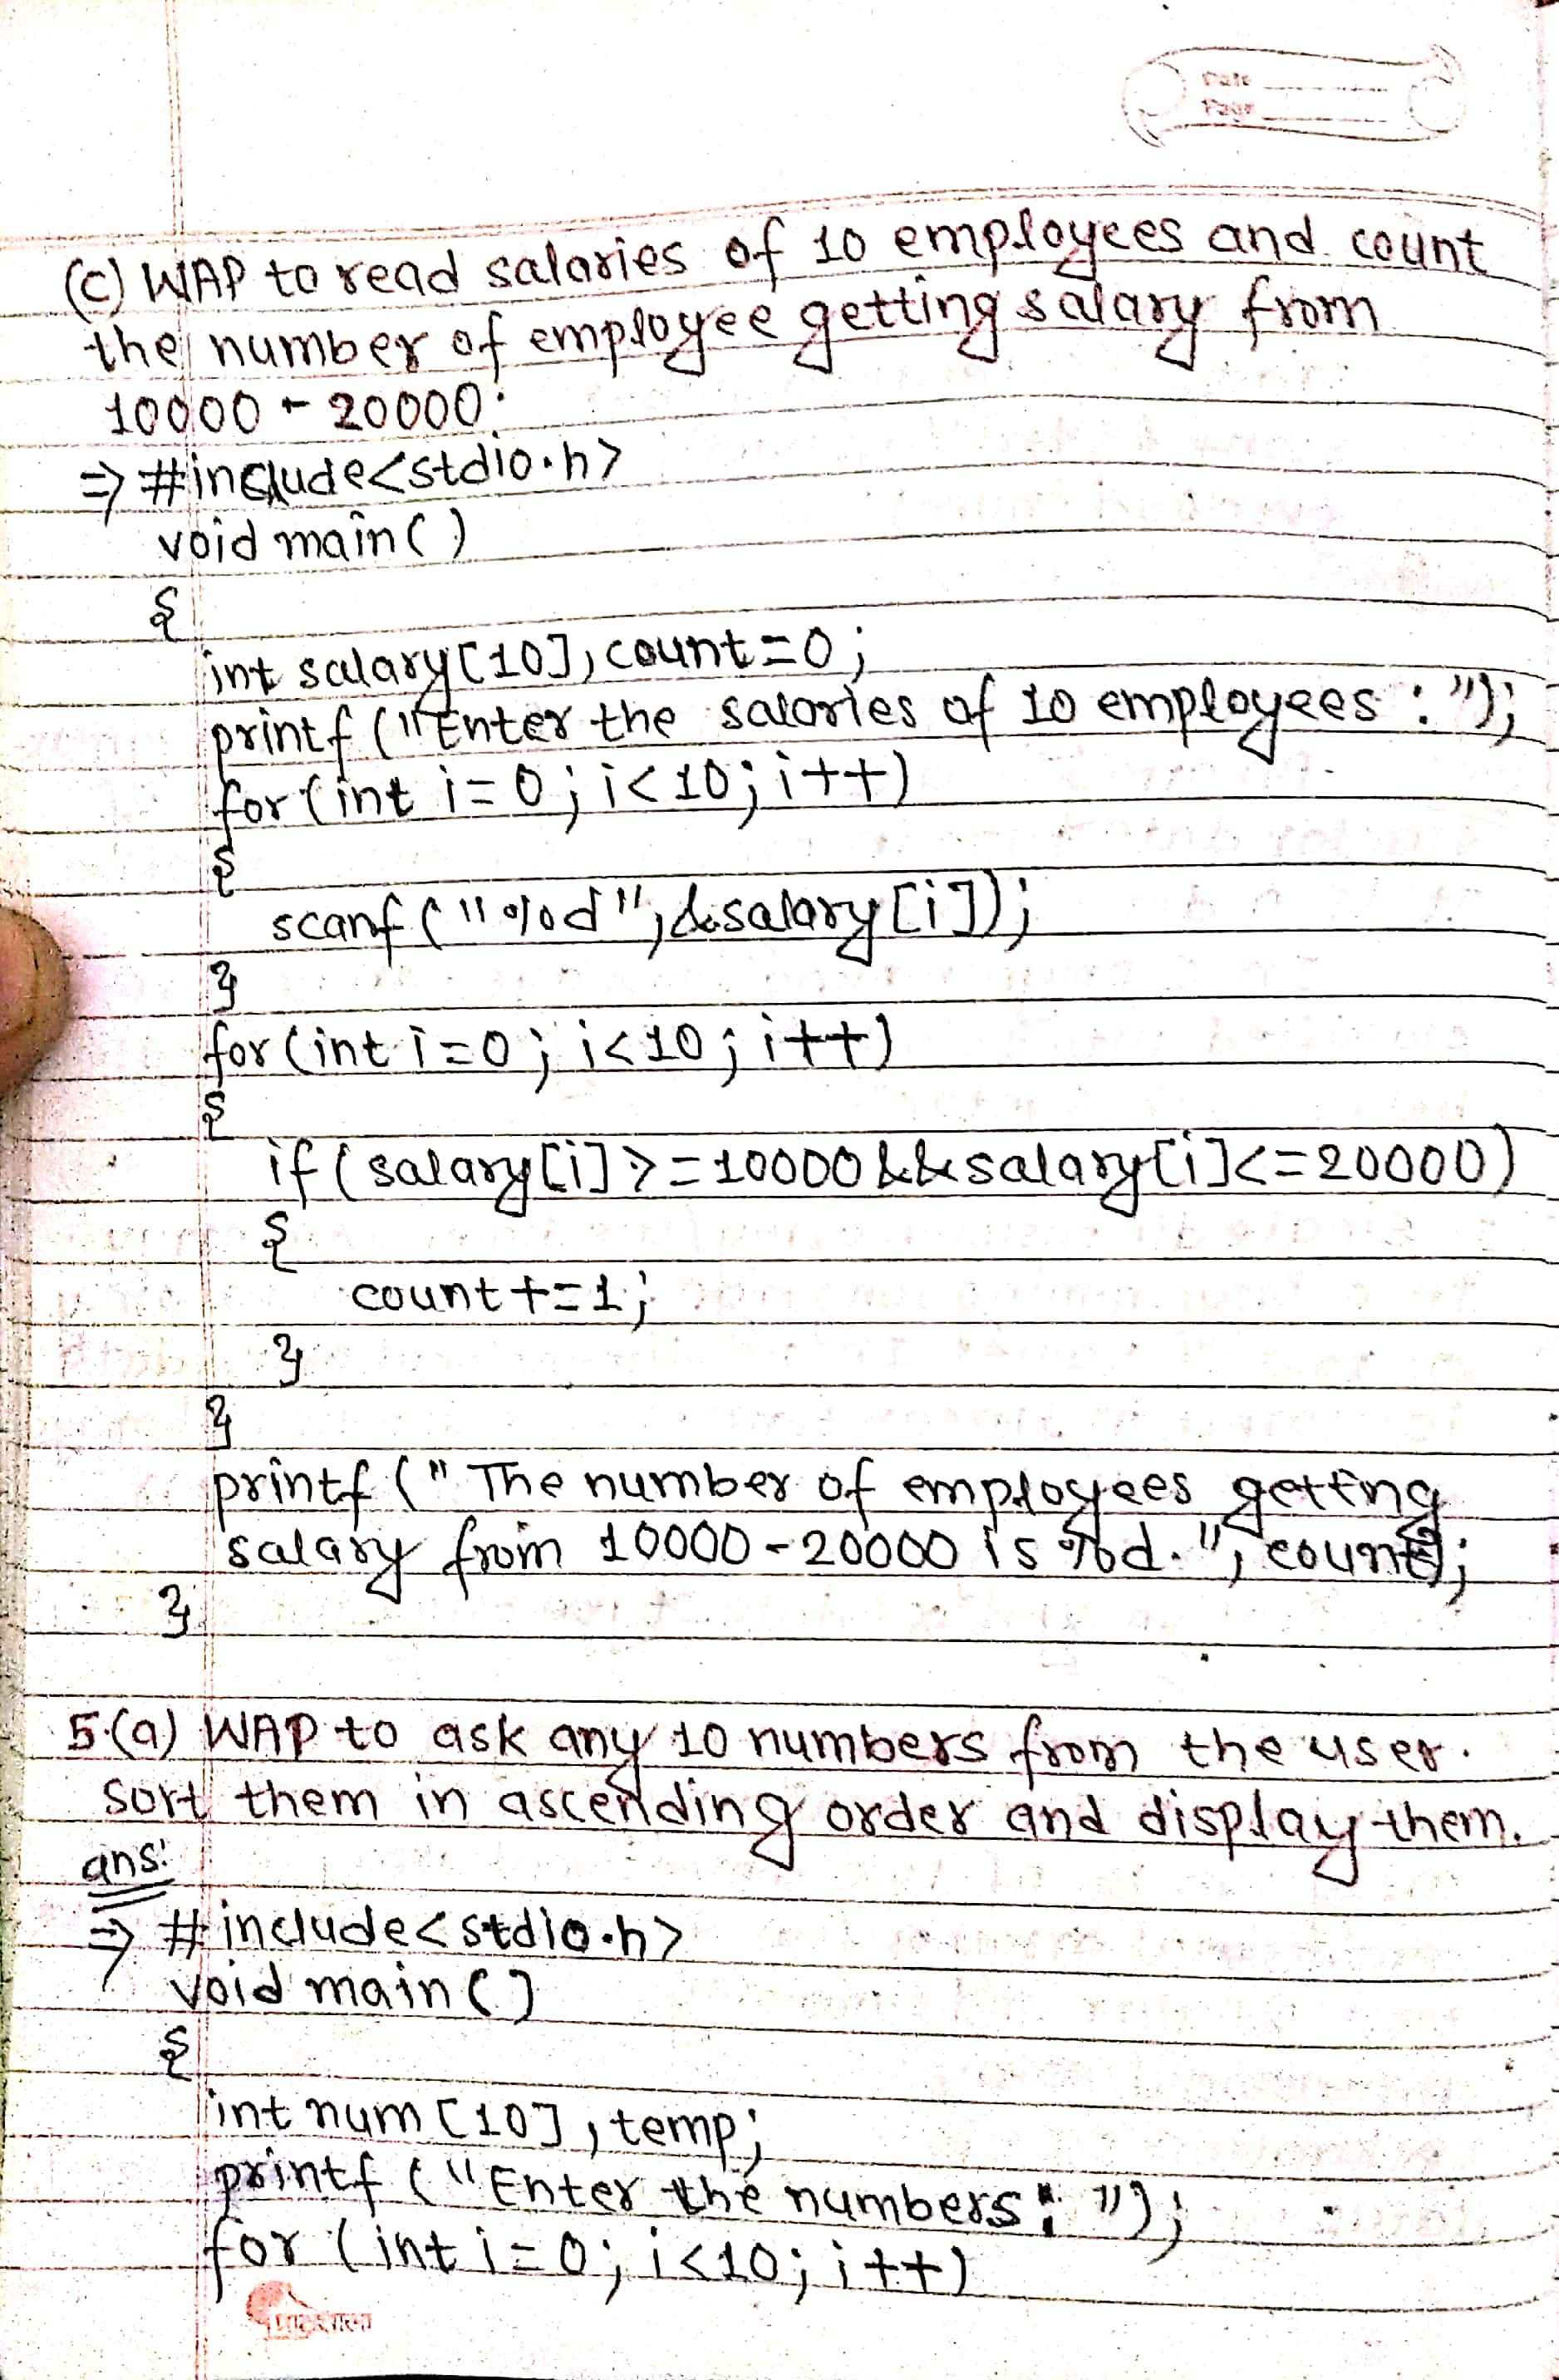 Date
Page
(c) WAP to read salaries of 10 employees and count
the number of employee getting salary from
10000 - 20000.
⇒ #include<stdio.h>
void main()
{
int salary[10], count=0;
printf("Enter the salaries of 10 employees : ");
for(int i=0; i<10; i++)
{
scanf("%d",&salary[i]);
}
for(int i=0; i<10; i++)
{
if(salary[i]>=10000&&salary[i]<=20000)
{
count+=1;
}
}
printf(" The number of employees getting
salary from 10000-20000 is %d.", count);
}
5.(a) WAP to ask any 10 numbers from the user.
sort them in ascending order and display them.
ans:
⇒ #include<stdio.h>
void main()
{
int num[10], temp;
printf("Enter the numbers: ");
for(int i=0; i<10; i++)